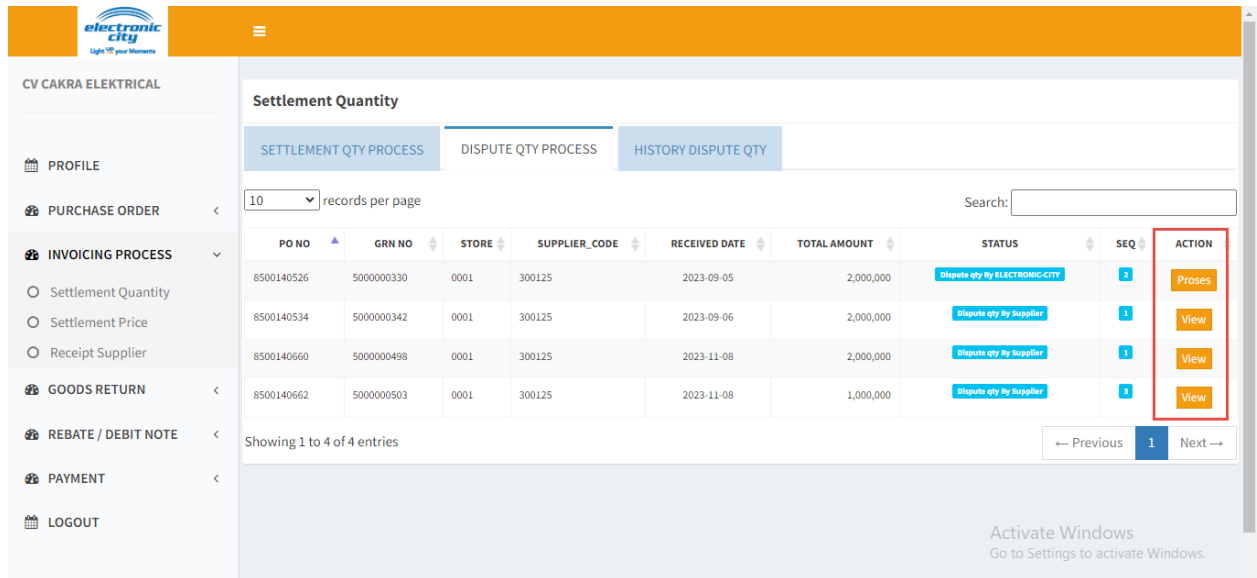 electronic city
Light UP your Moments
CV CAKRA ELEKTRICAL
PROFILE
PURCHASE ORDER
INVOICING PROCESS
Settlement Quantity
Settlement Price
Receipt Supplier
GOODS RETURN
REBATE / DEBIT NOTE
PAYMENT
LOGOUT
Settlement Quantity
SETTLEMENT QTY PROCESS DISPUTE QTY PROCESS HISTORY DISPUTE QTY
10 records per page Search:
PO NO GRN NO STORE SUPPLIER_CODE RECEIVED DATE TOTAL AMOUNT STATUS SEQ ACTION
8500140526 5000000330 0001 300125 2023-09-05 2,000,000 Dispute qty By ELECTRONIC-CITY 2 Proses
8500140534 5000000342 0001 300125 2023-09-06 2,000,000 Dispute qty By Supplier 1 View
8500140660 5000000498 0001 300125 2023-11-08 2,000,000 Dispute qty By Supplier 1 View
8500140662 5000000503 0001 300125 2023-11-08 1,000,000 Dispute qty By Supplier 3 View
Showing 1 to 4 of 4 entries ← Previous 1 Next →
Activate Windows
Go to Settings to activate Windows.